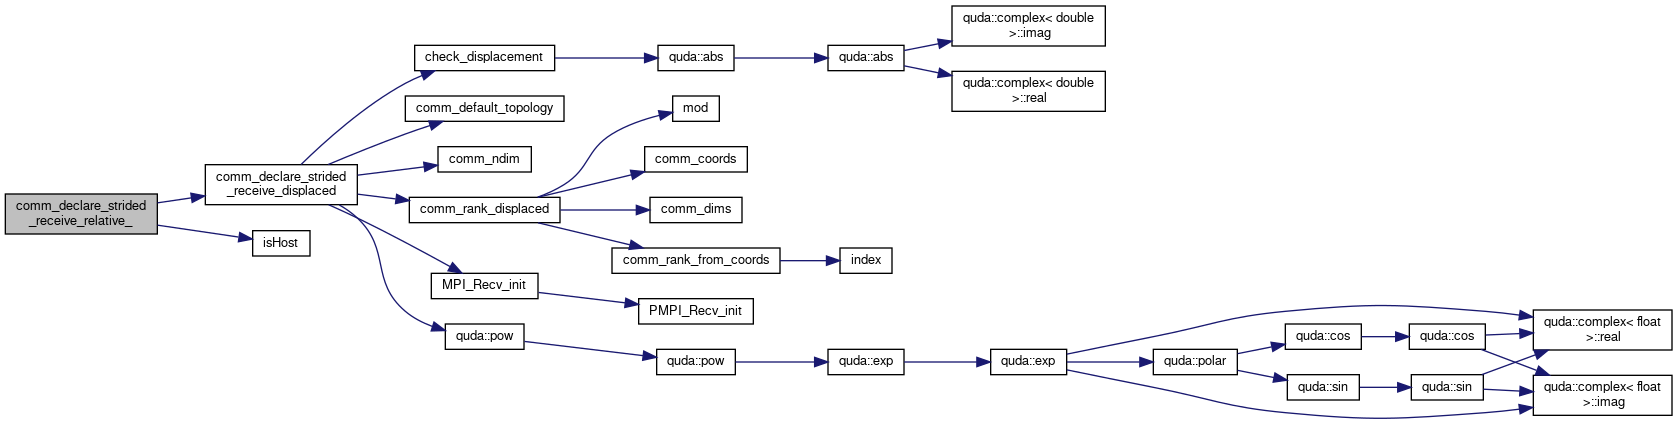 comm_declare_strided
_receive_relative_
comm_declare_strided
_receive_displaced
isHost
check_displacement
comm_default_topology
comm_ndim
comm_rank_displaced
MPI_Recv_init
quda::pow
quda::abs
mod
comm_coords
comm_dims
comm_rank_from_coords
PMPI_Recv_init
quda::pow
quda::abs
index
quda::exp
quda::complex< double
>::imag
quda::complex< double
>::real
quda::exp
quda::polar
quda::cos
quda::sin
quda::cos
quda::sin
quda::complex< float
>::real
quda::complex< float
>::imag